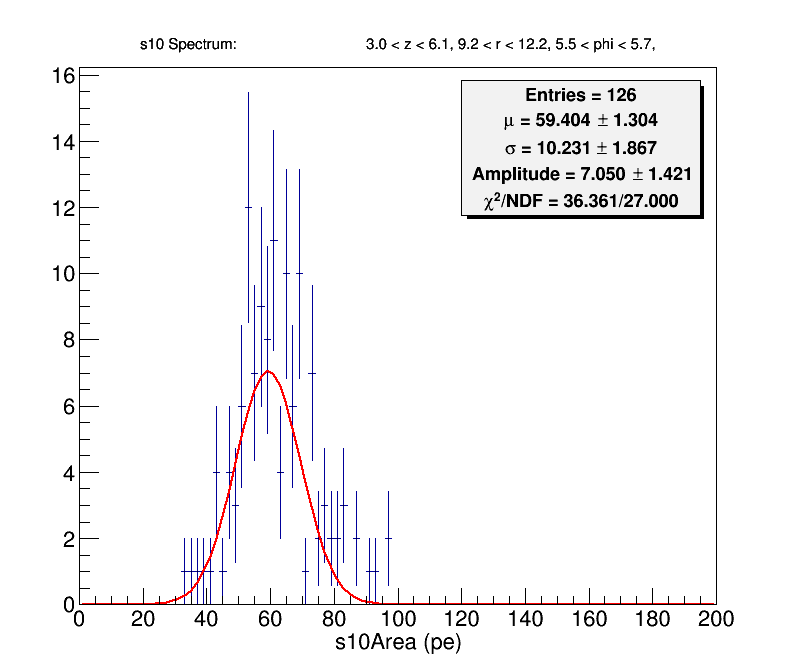 s10 Spectrum: 3.0 < z < 6.1, 9.2 < r < 12.2, 5.5 < phi < 5.7,
Entries = 126
μ = 59.404 ± 1.304
σ = 10.231 ± 1.867
Amplitude = 7.050 ± 1.421
χ²/NDF = 36.361/27.000
16
14
12
10
8
6
4
2
0
0 20 40 60 80 100 120 140 160 180 200
s10Area (pe)